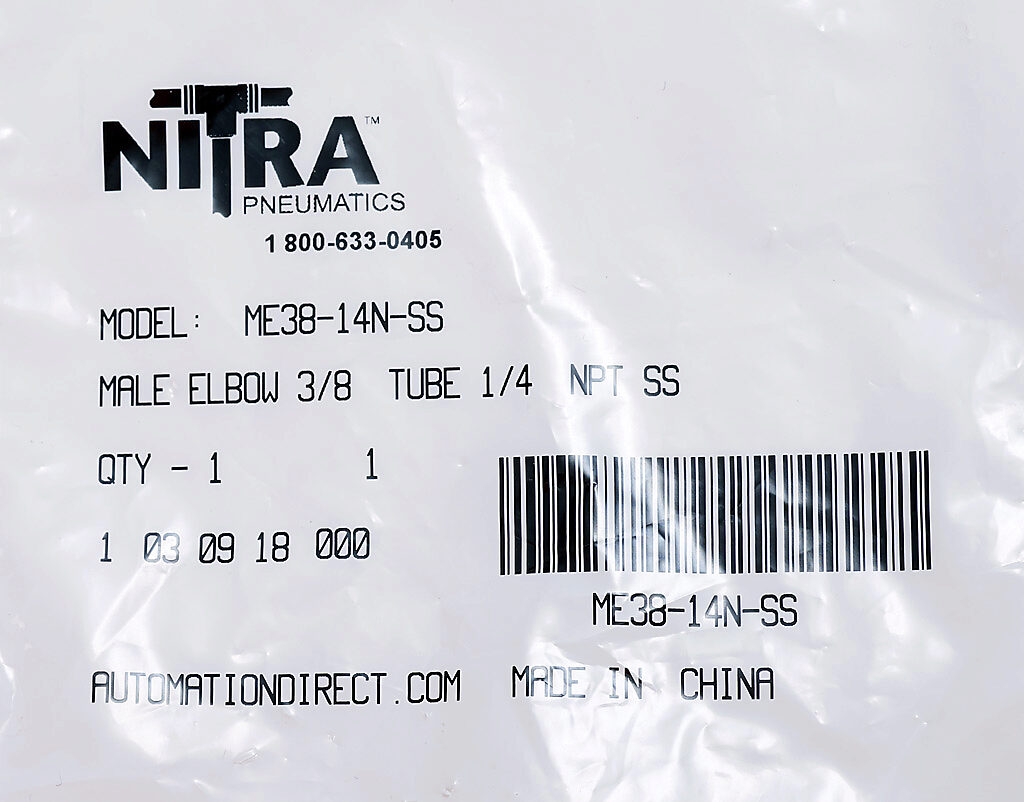 NITRA™
PNEUMATICS
1 800-633-0405
MODEL: ME38-14N-SS
MALE ELBOW 3/8 TUBE 1/4 NPT SS
QTY - 1 1
1 03 09 18 000
ME38-14N-SS
AUTOMATIONDIRECT.COM MADE IN CHINA